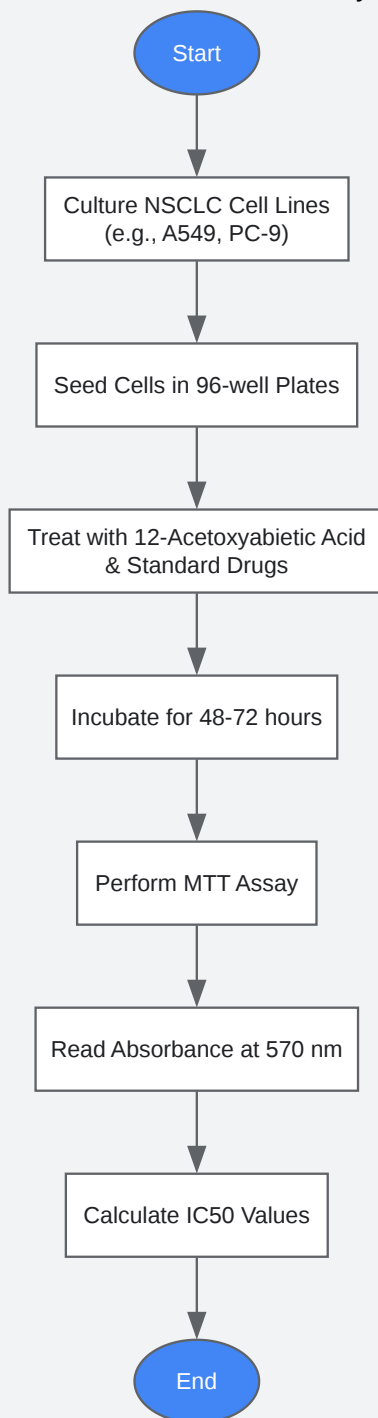 Start
Culture NSCLC Cell Lines
(e.g., A549, PC-9)
Seed Cells in 96-well Plates
Treat with 12-Acetoxyabietic Acid
& Standard Drugs
Incubate for 48-72 hours
Perform MTT Assay
Read Absorbance at 570 nm
Calculate IC50 Values
End